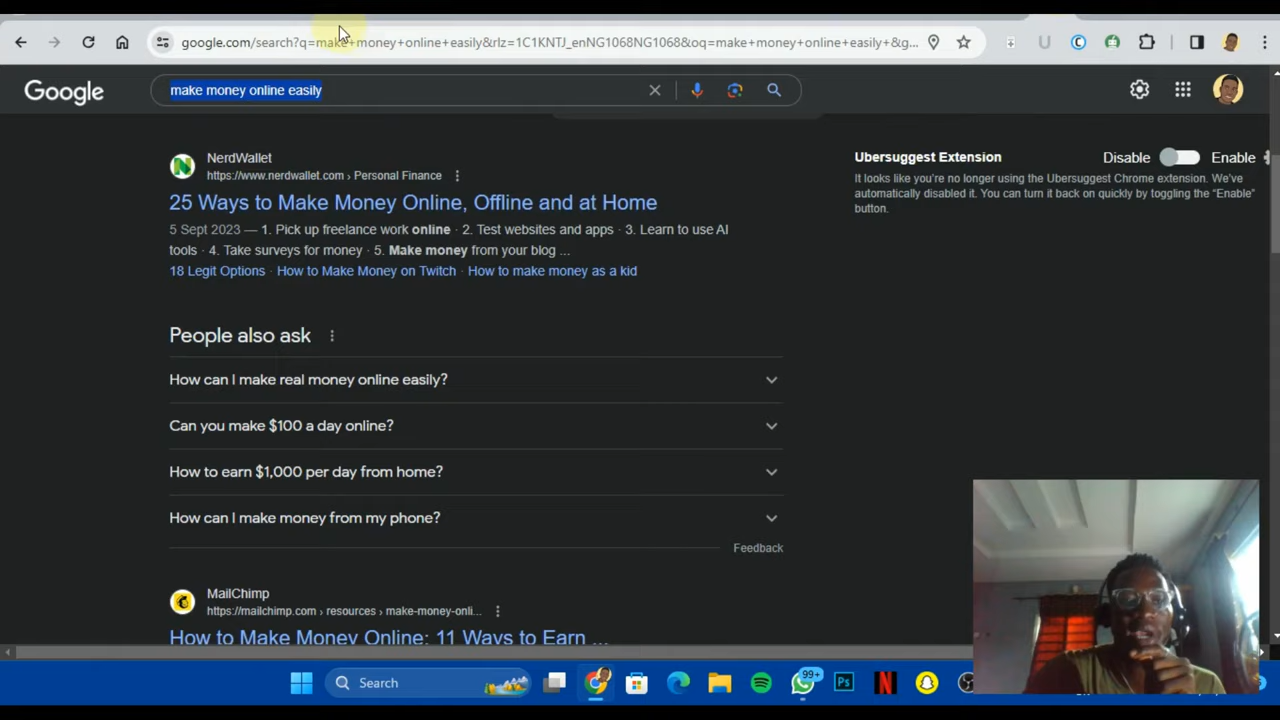 google.com/search?q=make+money+online+easily&rlz=1C1KNTJ_enNG1068NG1068&oq=make+money+online+easily+&g...
Google
make money online easily
NerdWallet
https://www.nerdwallet.com › Personal Finance
25 Ways to Make Money Online, Offline and at Home
5 Sept 2023 — 1. Pick up freelance work online · 2. Test websites and apps · 3. Learn to use AI
tools · 4. Take surveys for money · 5. Make money from your blog ...
18 Legit Options · How to Make Money on Twitch · How to make money as a kid
Ubersuggest Extension
Disable
Enable
It looks like you're no longer using the Ubersuggest Chrome extension. We've
automatically disabled it. You can turn it back on quickly by toggling the “Enable”
button.
People also ask
How can I make real money online easily?
Can you make $100 a day online?
How to earn $1,000 per day from home?
How can I make money from my phone?
Feedback
MailChimp
https://mailchimp.com › resources › make-money-onli...
How to Make Money Online: 11 Ways to Earn ...
Search
99+
Ps